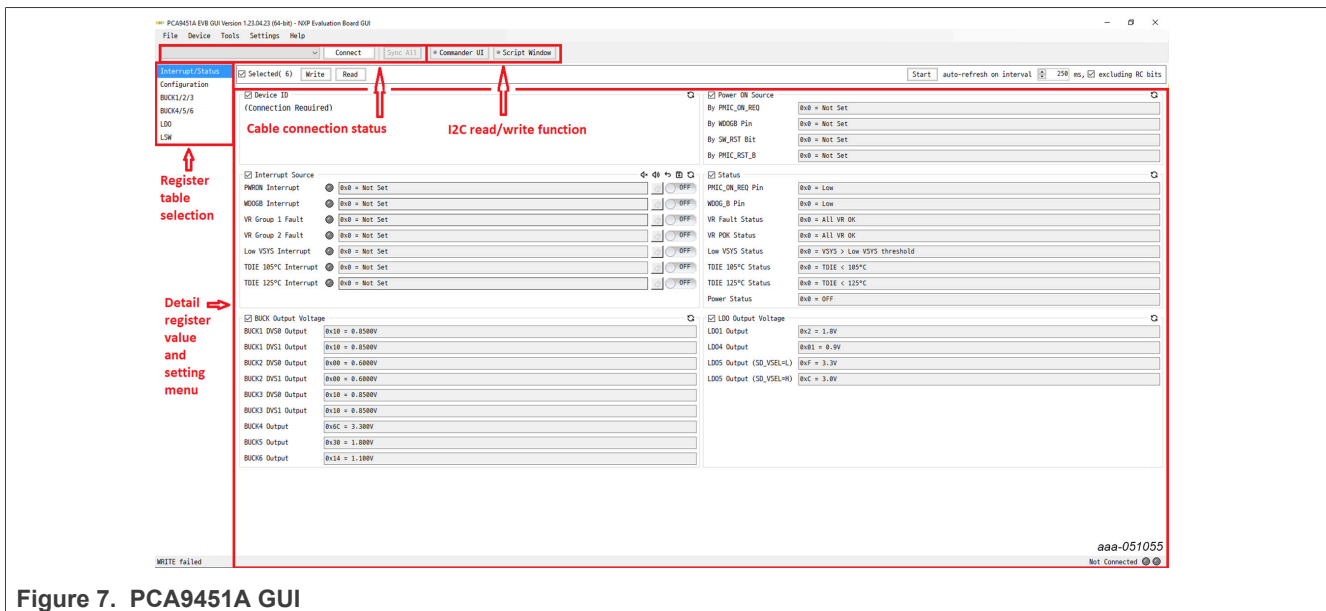 PCA9451A EVB GUI Version 1.23.04.23 (64-bit) - NXP Evaluation Board GUI
File Device Tools Settings Help
Connect Sync All Commander UI Script Window
Interrupt/Status
Configuration
BUCK1/2/3
BUCK4/5/6
LDO
LSW
Selected( 6) Write Read Start auto-refresh on interval 250 ms, excluding RC bits
Register
table
selection
Detail
register
value
and
setting
menu
Device ID
(Connection Required)
Cable connection status
I2C read/write function
Power ON Source
By PMIC_ON_REQ 0x0 = Not Set
By WDOGB Pin 0x0 = Not Set
By SW_RST Bit 0x0 = Not Set
By PMIC_RST_B 0x0 = Not Set
Interrupt Source
PWRON Interrupt 0x0 = Not Set OFF
WDOGB Interrupt 0x0 = Not Set OFF
VR Group 1 Fault 0x0 = Not Set OFF
VR Group 2 Fault 0x0 = Not Set OFF
Low VSYS Interrupt 0x0 = Not Set OFF
TDIE 105°C Interrupt 0x0 = Not Set OFF
TDIE 125°C Interrupt 0x0 = Not Set OFF
Status
PMIC_ON_REQ Pin 0x0 = Low
WDOG_B Pin 0x0 = Low
VR Fault Status 0x0 = All VR OK
VR POK Status 0x0 = All VR OK
Low VSYS Status 0x0 = VSYS > Low VSYS threshold
TDIE 105°C Status 0x0 = TDIE < 105°C
TDIE 125°C Status 0x0 = TDIE < 125°C
Power Status 0x0 = OFF
BUCK Output Voltage
BUCK1 DVS0 Output 0x10 = 0.8500V
BUCK1 DVS1 Output 0x10 = 0.8500V
BUCK2 DVS0 Output 0x00 = 0.6000V
BUCK2 DVS1 Output 0x00 = 0.6000V
BUCK3 DVS0 Output 0x10 = 0.8500V
BUCK3 DVS1 Output 0x10 = 0.8500V
BUCK4 Output 0x6C = 3.300V
BUCK5 Output 0x30 = 1.800V
BUCK6 Output 0x14 = 1.100V
LDO Output Voltage
LDO1 Output 0x2 = 1.8V
LDO4 Output 0x01 = 0.9V
LDO5 Output (SD_VSEL=L) 0xF = 3.3V
LDO5 Output (SD_VSEL=H) 0xC = 3.0V
aaa-051055
WRITE failed Not Connected
Figure 7. PCA9451A GUI